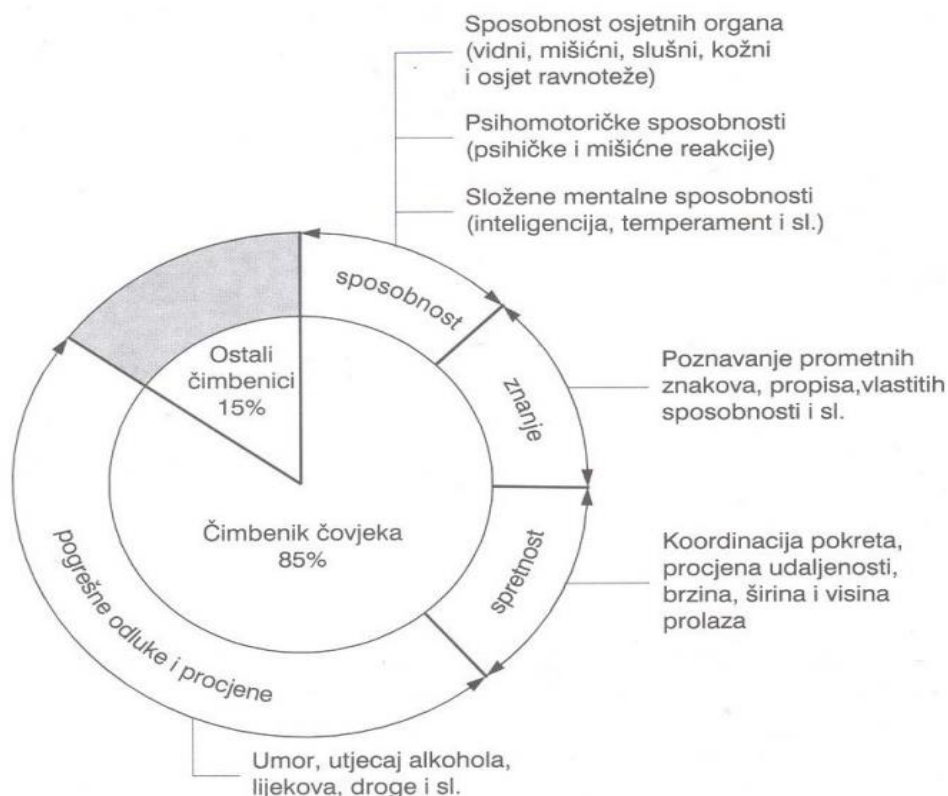 Sposobnost osjetnih organa
(vidni, mišićni, slušni, kožni
i osjet ravnoteže)
Psihomotoričke sposobnosti
(psihičke i mišićne reakcije)
Složene mentalne sposobnosti
(inteligencija, temperament i sl.)
sposobnost
Ostali
čimbenici
15%
znanje
Poznavanje prometnih
znakova, propisa,vlastitih
sposobnosti i sl.
Čimbenik čovjeka
85%
spretnost
Koordinacija pokreta,
procjena udaljenosti,
brzina, širina i visina
prolaza
pogrešne odluke i procjene
Umor, utjecaj alkohola,
lijekova, droge i sl.